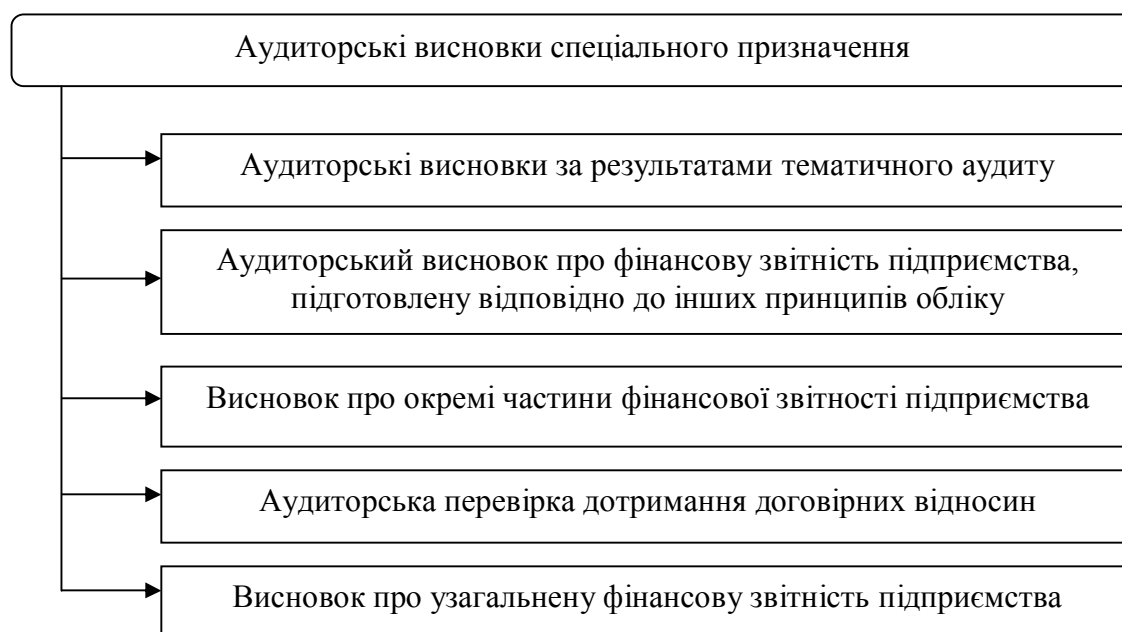 Аудиторські висновки спеціального призначення
Аудиторські висновки за результатами тематичного аудиту
Аудиторський висновок про фінансову звітність підприємства,
підготовлену відповідно до інших принципів обліку
Висновок про окремі частини фінансової звітності підприємства
Аудиторська перевірка дотримання договірних відносин
Висновок про узагальнену фінансову звітність підприємства